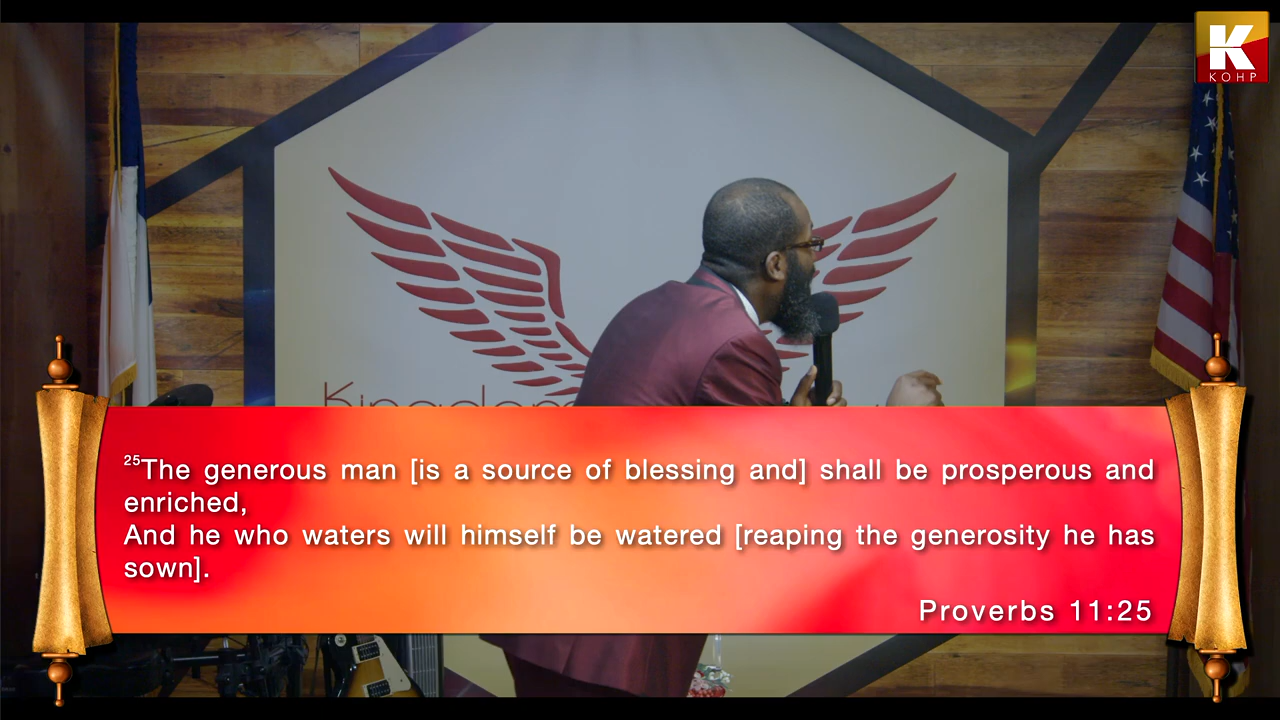 K
KOHP
Kingdom
25The generous man [is a source of blessing and] shall be prosperous and
enriched,
And he who waters will himself be watered [reaping the generosity he has
sown].
Proverbs 11:25